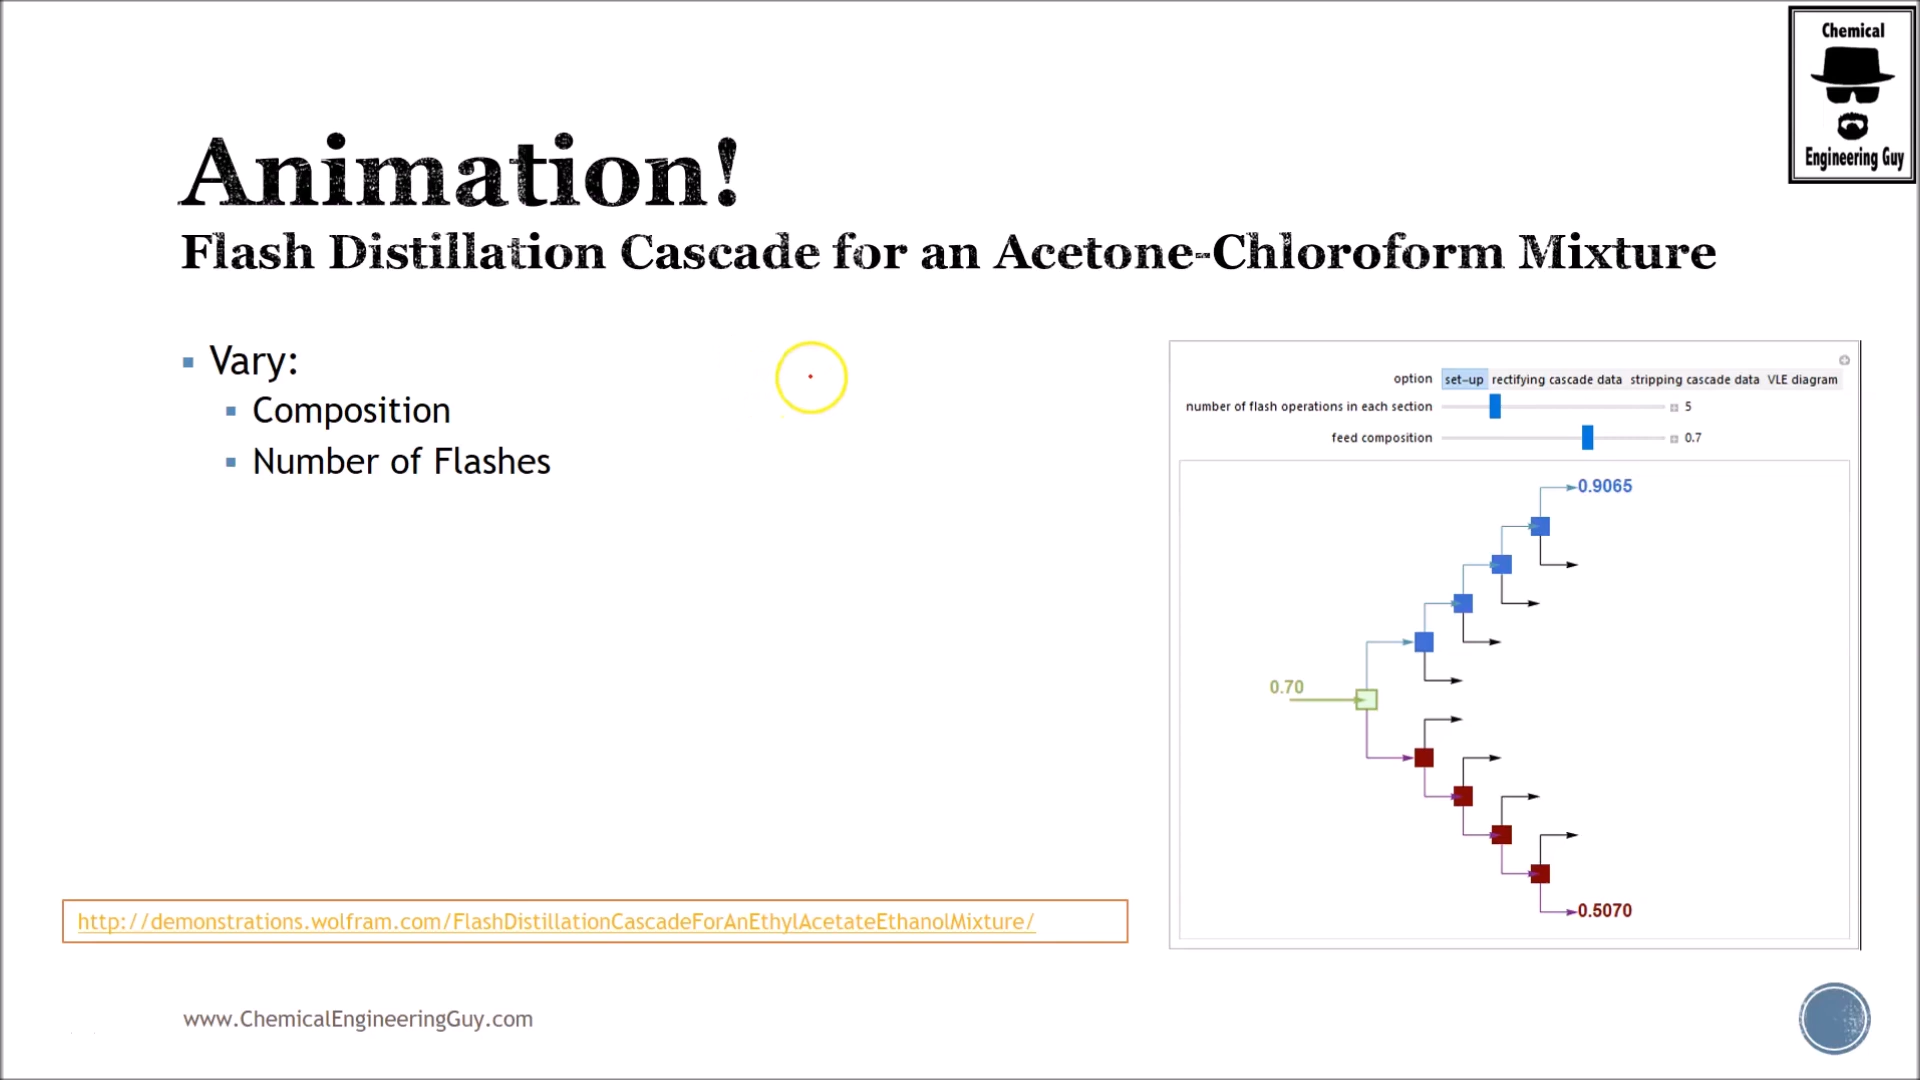 Chemical
Engineering Guy
Animation!
Flash Distillation Cascade for an Acetone-Chloroform Mixture
Vary:
Composition
Number of Flashes
option set-up rectifying cascade data stripping cascade data VLE diagram
number of flash operations in each section 5
feed composition 0.7
0.9065
0.70
0.5070
http://demonstrations.wolfram.com/FlashDistillationCascadeForAnEthylAcetateEthanolMixture/
www.ChemicalEngineeringGuy.com